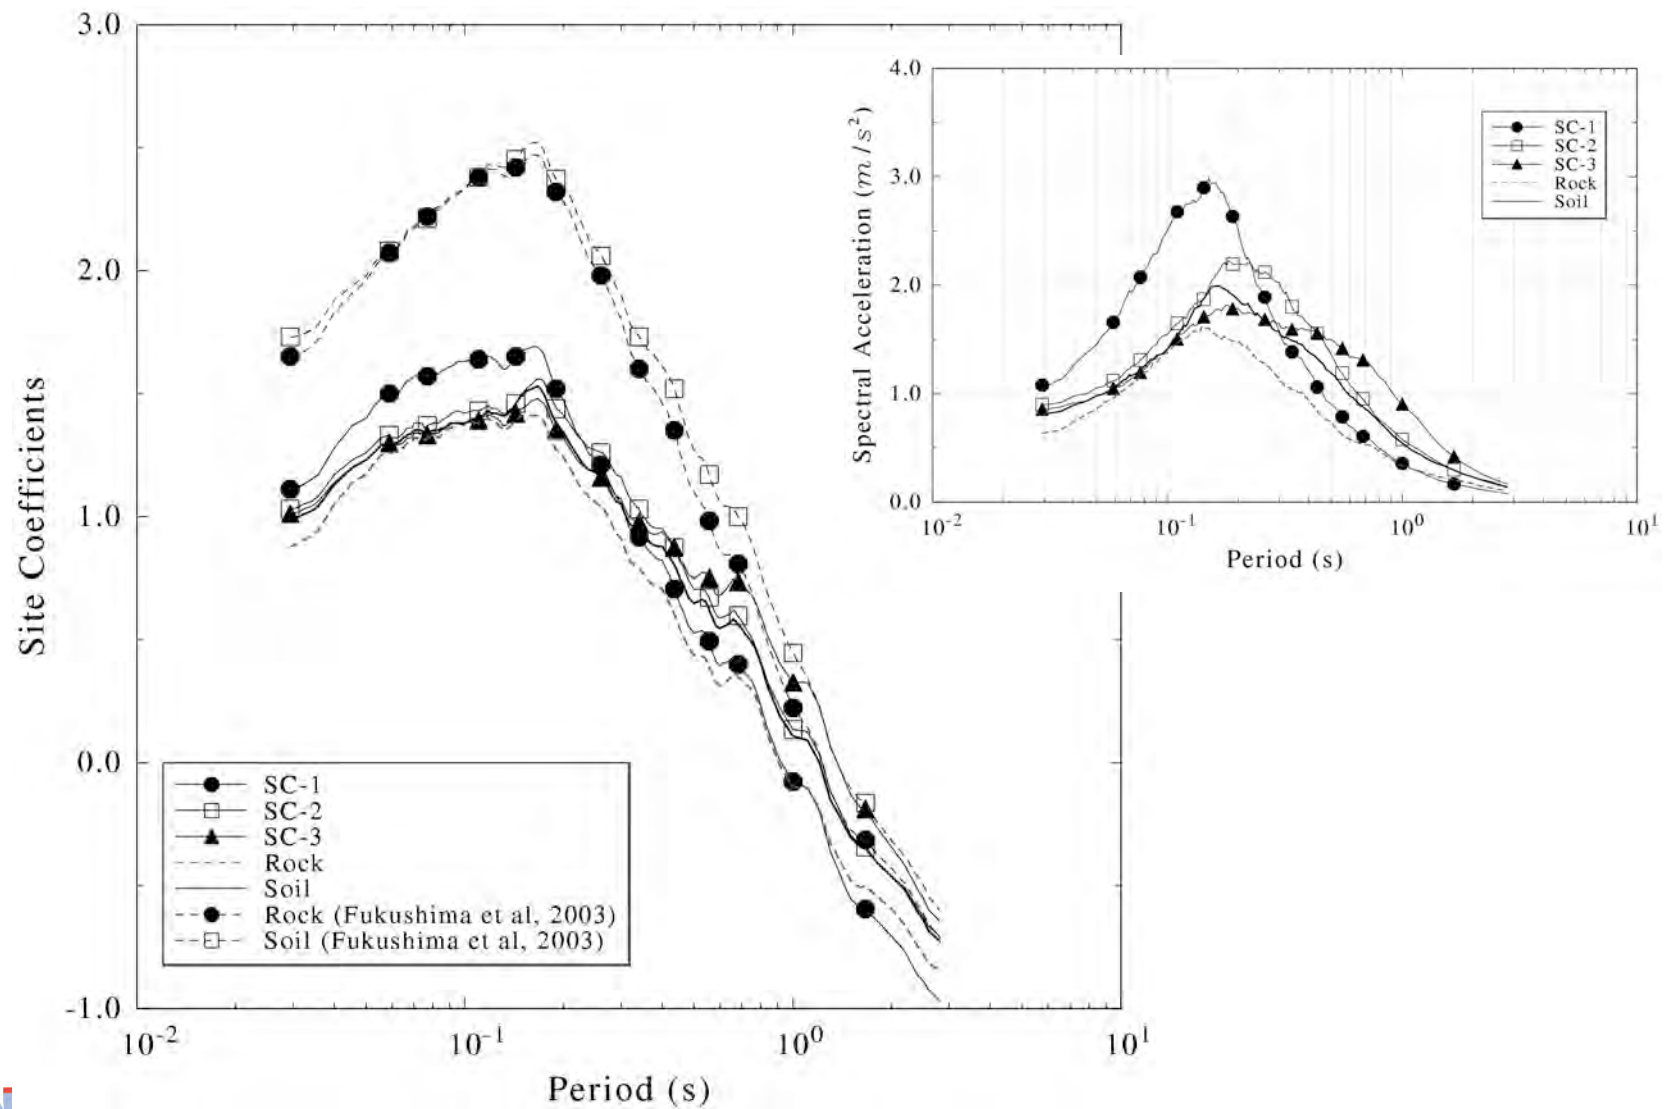 3.0
2.0
1.0
0.0
-1.0
Site Coefficients
10-2
10-1
100
101
Period (s)
SC-1
SC-2
SC-3
Rock
Soil
Rock (Fukushima et al, 2003)
Soil (Fukushima et al, 2003)
4.0
3.0
2.0
1.0
0.0
Spectral Acceleration (m/s2)
10-2
10-1
100
101
Period (s)
SC-1
SC-2
SC-3
Rock
Soil